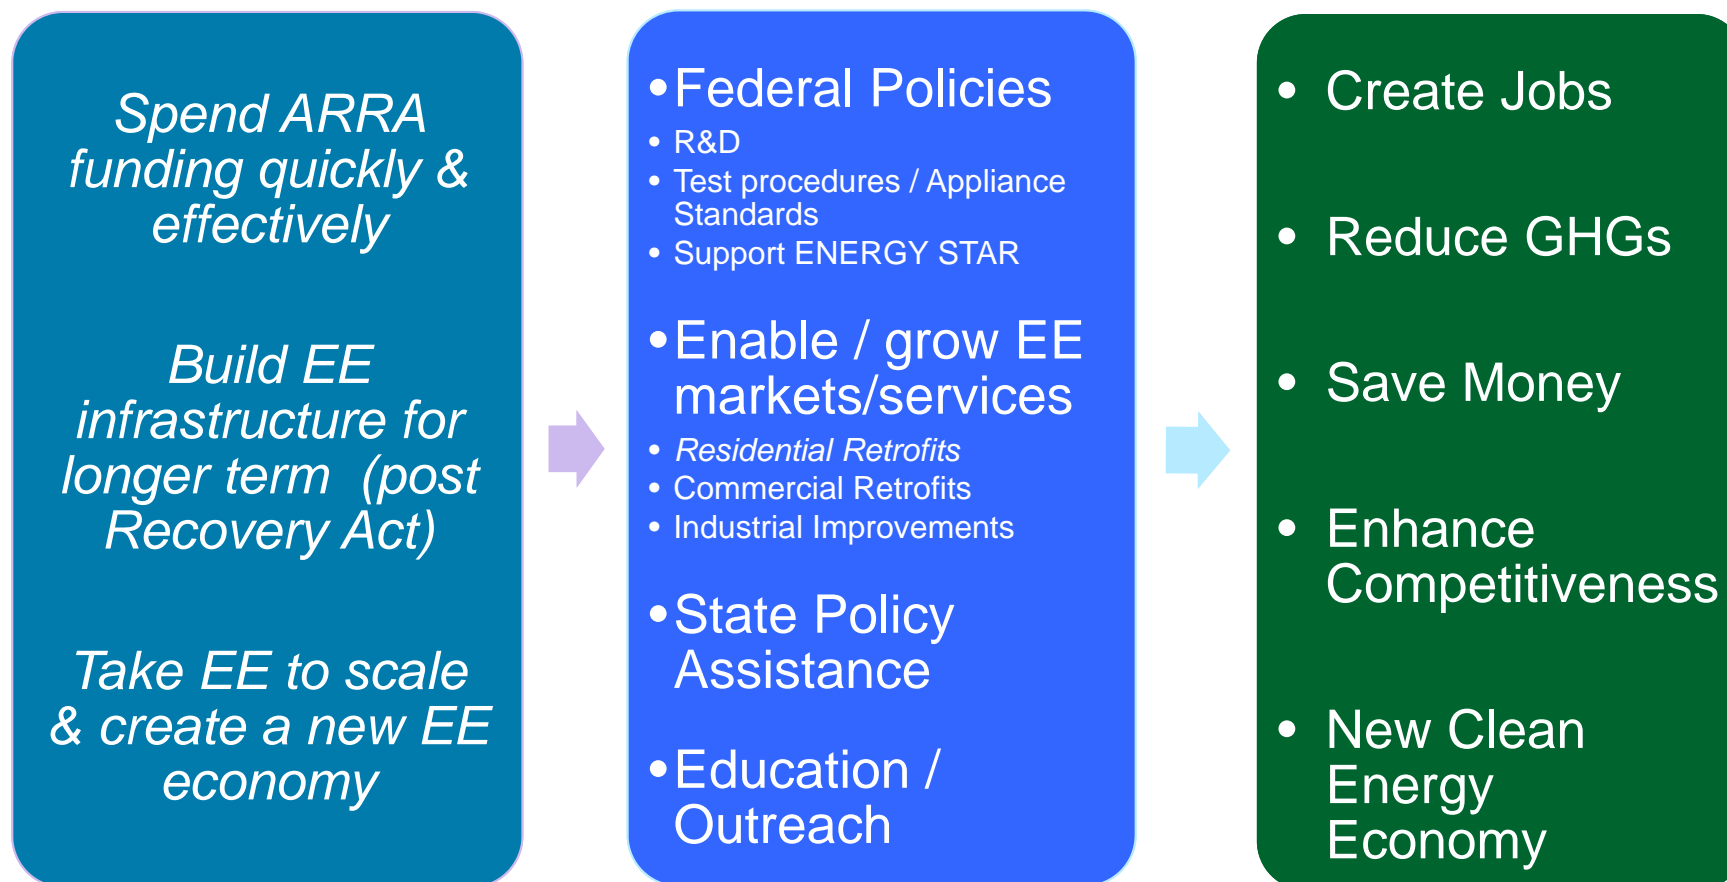 Spend ARRA
funding quickly &
effectively
Build EE
infrastructure for
longer term  (post
Recovery Act)
Take EE to scale
& create a new EE
economy
•Federal Policies
• R&D
• Test procedures / Appliance
Standards
• Support ENERGY STAR
•Enable / grow EE
markets/services
• Residential Retrofits
• Commercial Retrofits
• Industrial Improvements
•State Policy
Assistance
•Education /
Outreach
• Create Jobs
• Reduce GHGs
• Save Money
• Enhance
Competitiveness
• New Clean
Energy
Economy